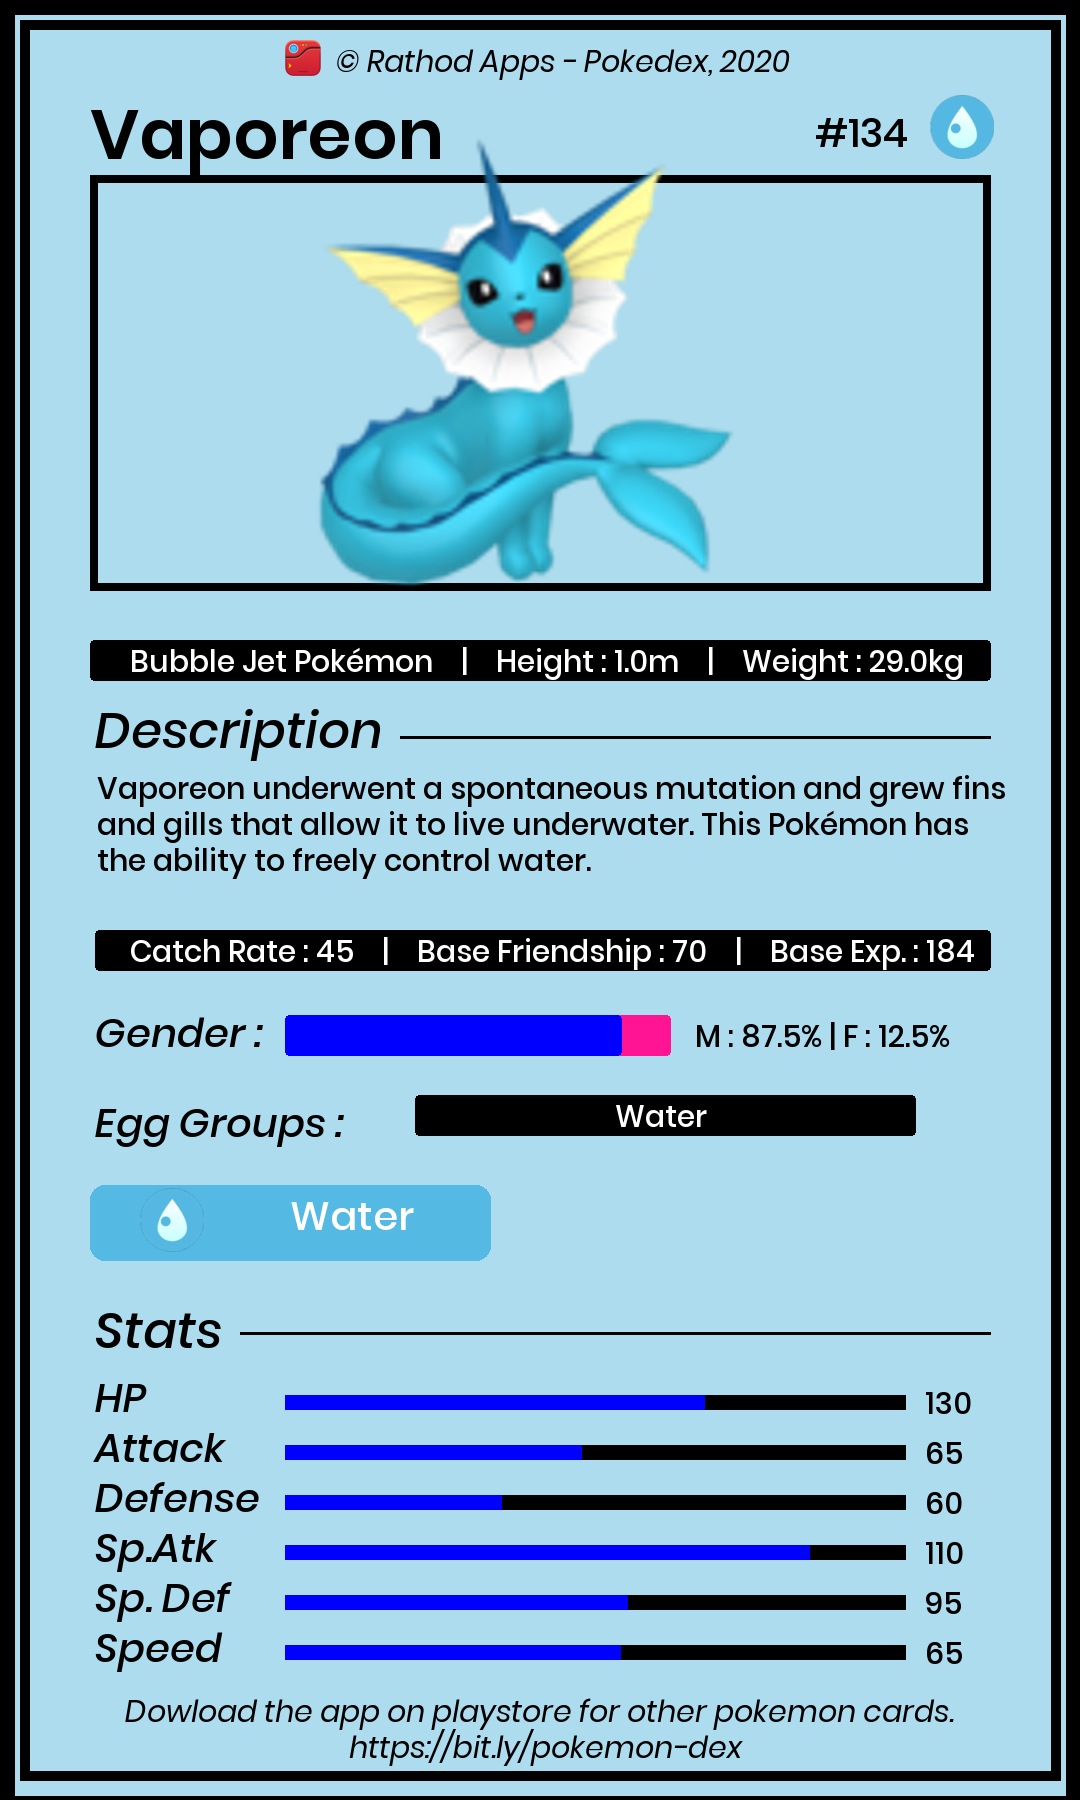 © Rathod Apps - Pokedex, 2020
Vaporeon #134
Bubble Jet Pokémon | Height : 1.0m | Weight : 29.0kg
Description
Vaporeon underwent a spontaneous mutation and grew fins
and gills that allow it to live underwater. This Pokémon has
the ability to freely control water.
Catch Rate : 45 | Base Friendship : 70 | Base Exp. : 184
Gender : M : 87.5% | F : 12.5%
Egg Groups : Water
Water
Stats
HP 130
Attack 65
Defense 60
Sp.Atk 110
Sp. Def 95
Speed 65
Dowload the app on playstore for other pokemon cards.
https://bit.ly/pokemon-dex